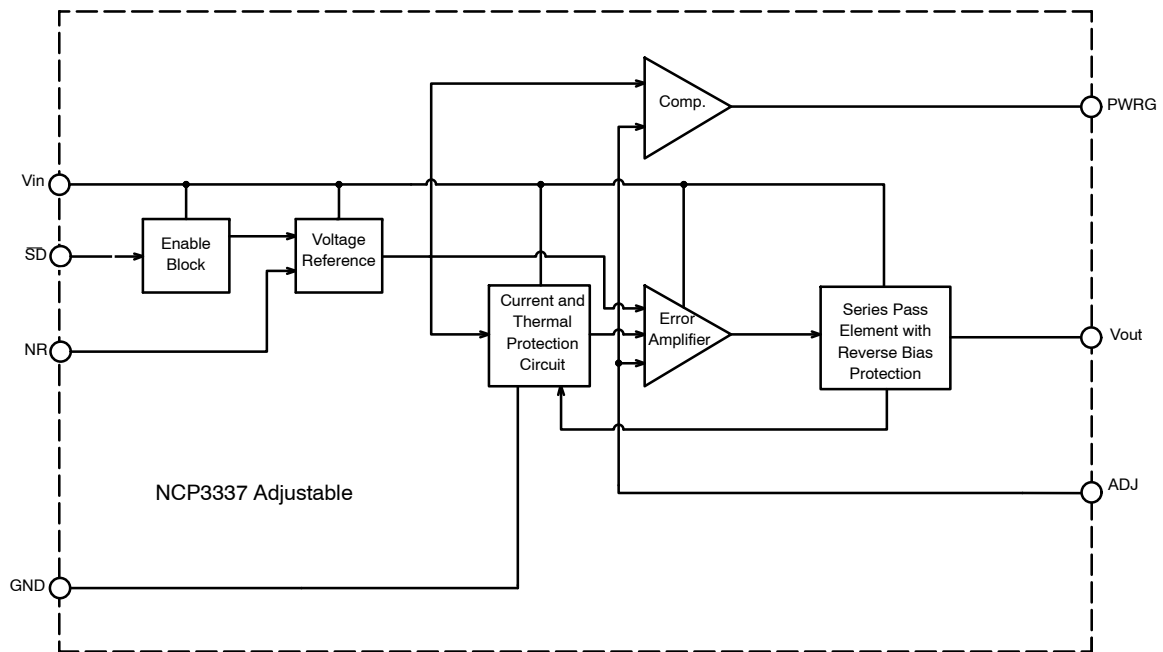 Comp.
PWRG
Vin
Enable
Block
Voltage
Reference
S̅D̅
Current and
Thermal
Protection
Circuit
Error
Amplifier
Series Pass
Element with
Reverse Bias
Protection
Vout
NR
NCP3337 Adjustable
ADJ
GND